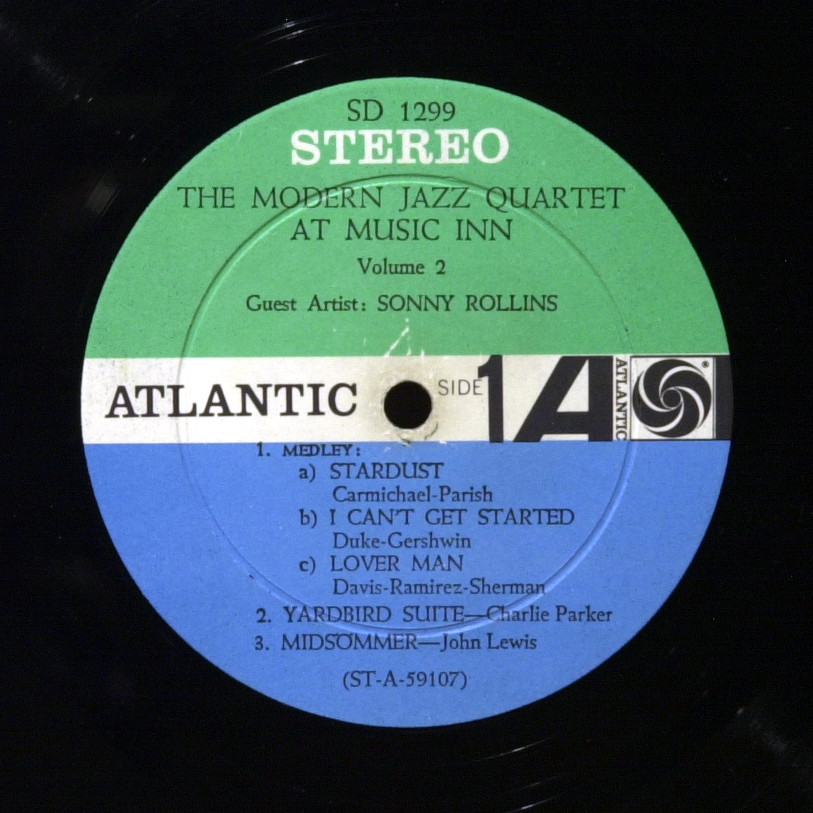 SD 1299
STEREO
THE MODERN JAZZ QUARTET
AT MUSIC INN
Volume 2
Guest Artist: SONNY ROLLINS
ATLANTIC
SIDE 1
A
ATLANTIC
®
1. MEDLEY:
a) STARDUST
Carmichael-Parish
b) I CAN'T GET STARTED
Duke-Gershwin
c) LOVER MAN
Davis-Ramirez-Sherman
2. YARDBIRD SUITE—Charlie Parker
3. MIDSÖMMER—John Lewis
(ST-A-59107)